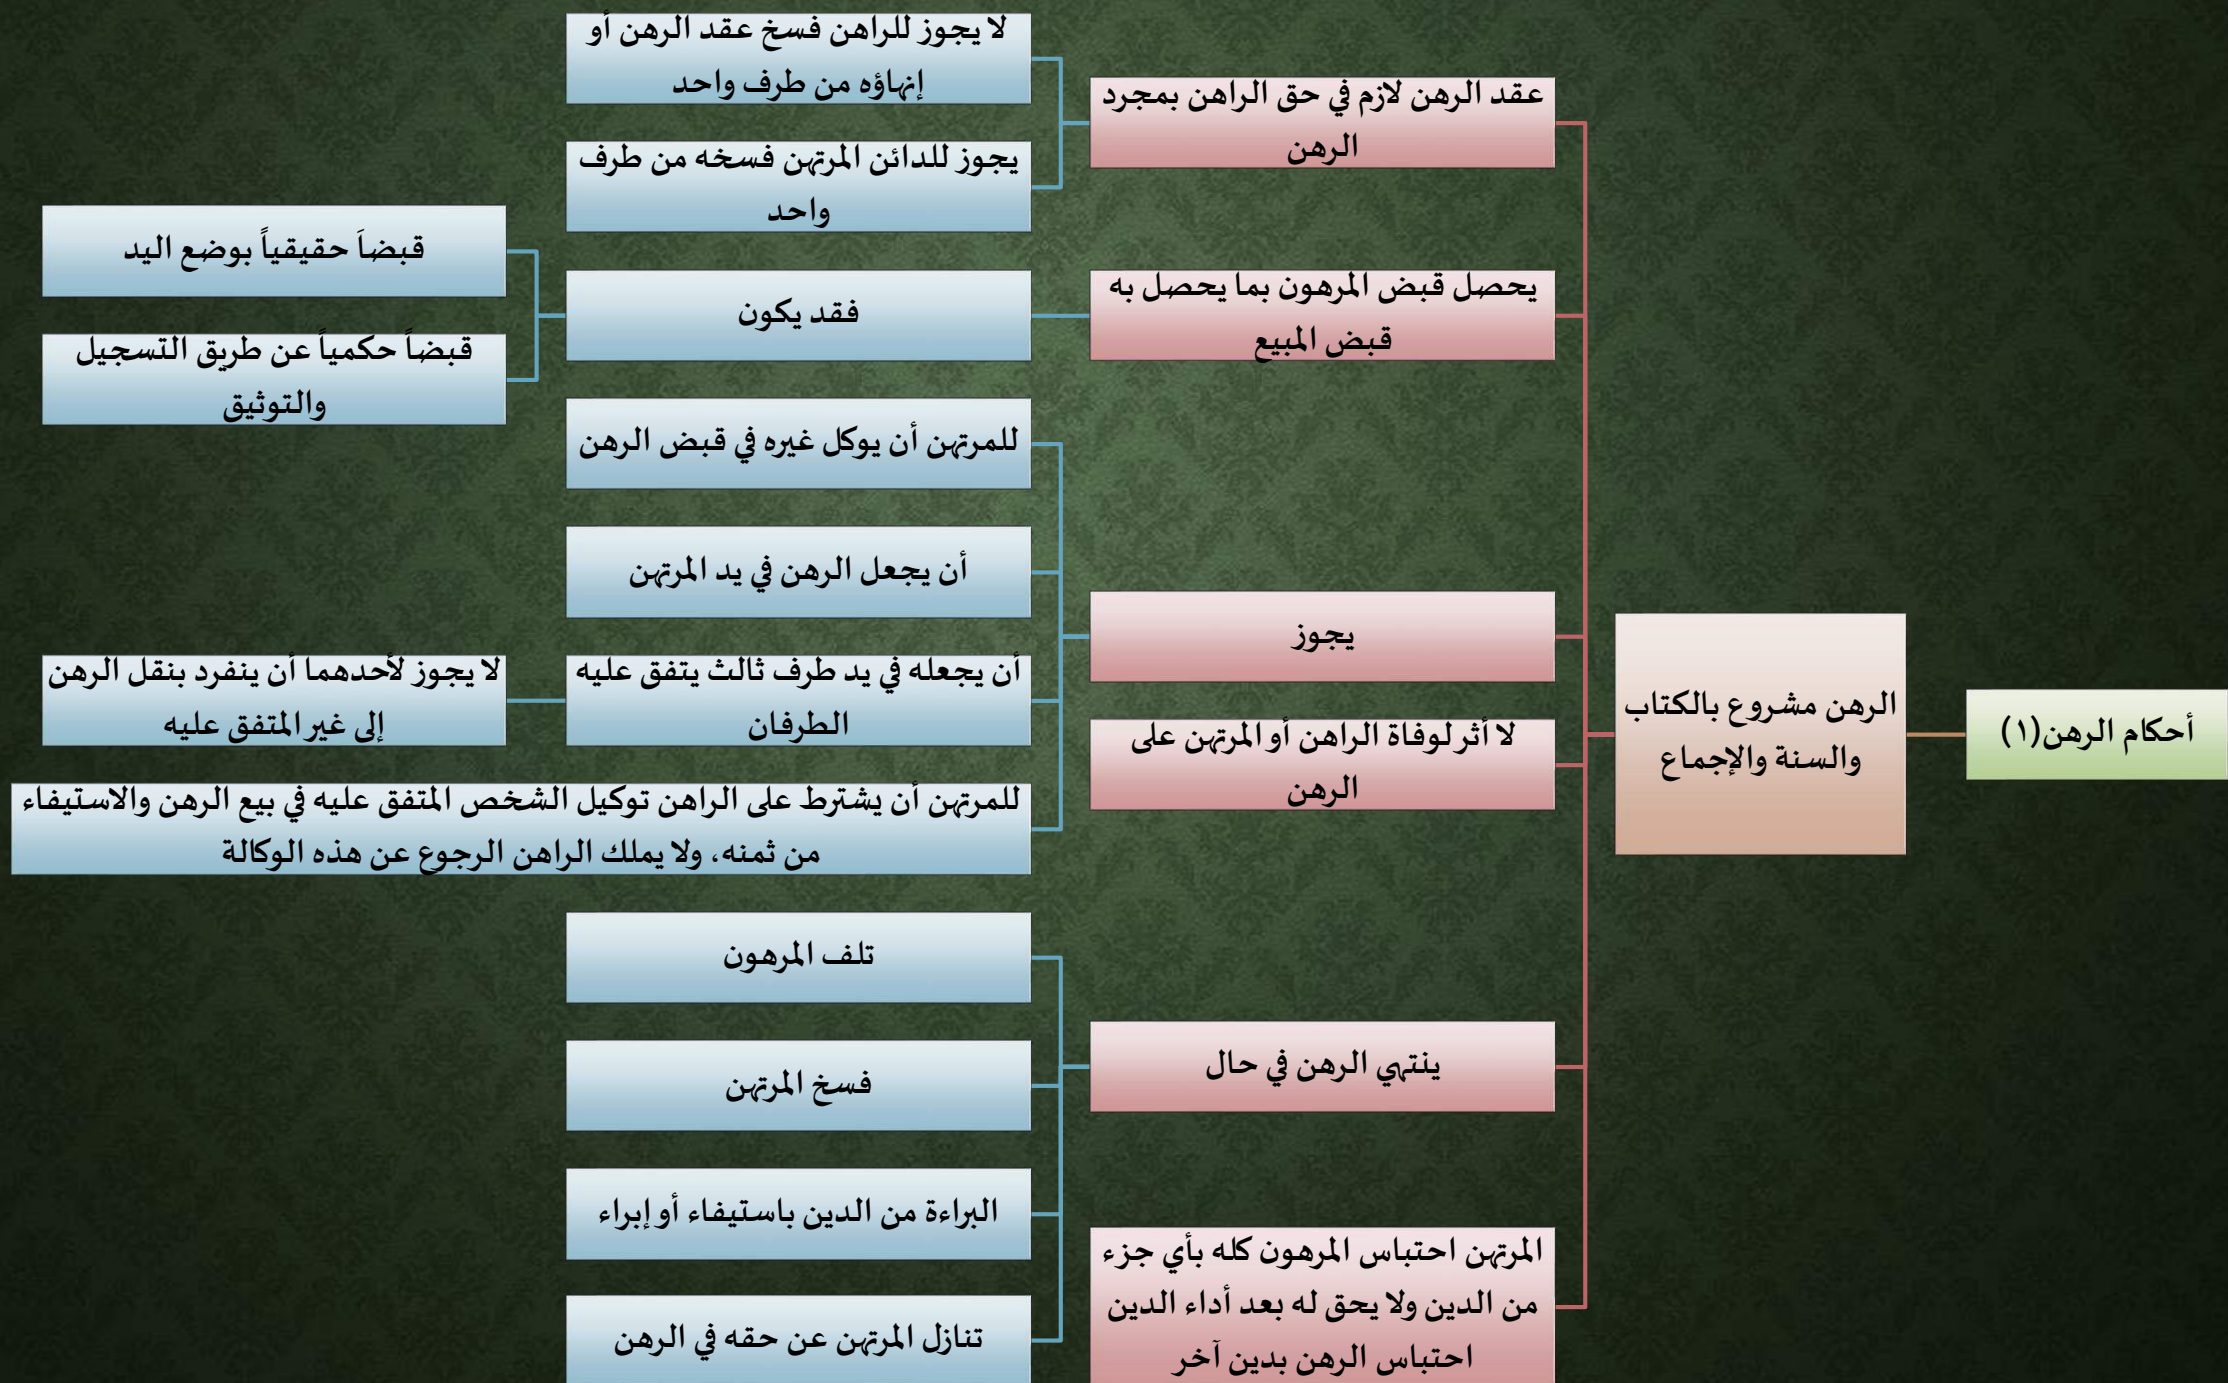 أحكام الرهن(١)
الرهن مشروع بالكتاب
والسنة والإجماع
عقد الرهن لازم في حق الراهن بمجرد
الرهن
لا يجوز للراهن فسخ عقد الرهن أو
إنهاؤه من طرف واحد
يجوز للدائن المرتهن فسخه من طرف
واحد
يحصل قبض المرهون بما يحصل به
قبض المبيع
فقد يكون
قبضاَ حقيقياً بوضع اليد
قبضاً حكمياً عن طريق التسجيل
والتوثيق
يجوز
للمرتهن أن يوكل غيره في قبض الرهن
أن يجعل الرهن في يد المرتهن
أن يجعله في يد طرف ثالث يتفق عليه
الطرفان
لا يجوز لأحدهما أن ينفرد بنقل الرهن
إلى غير المتفق عليه
للمرتهن أن يشترط على الراهن توكيل الشخص المتفق عليه في بيع الرهن والاستيفاء
من ثمنه، ولا يملك الراهن الرجوع عن هذه الوكالة
لا أثر لوفاة الراهن أو المرتهن على
الرهن
ينتهي الرهن في حال
تلف المرهون
فسخ المرتهن
البراءة من الدين باستيفاء أو إبراء
تنازل المرتهن عن حقه في الرهن
المرتهن احتباس المرهون كله بأي جزء
من الدين ولا يحق له بعد أداء الدين
احتباس الرهن بدين آخر